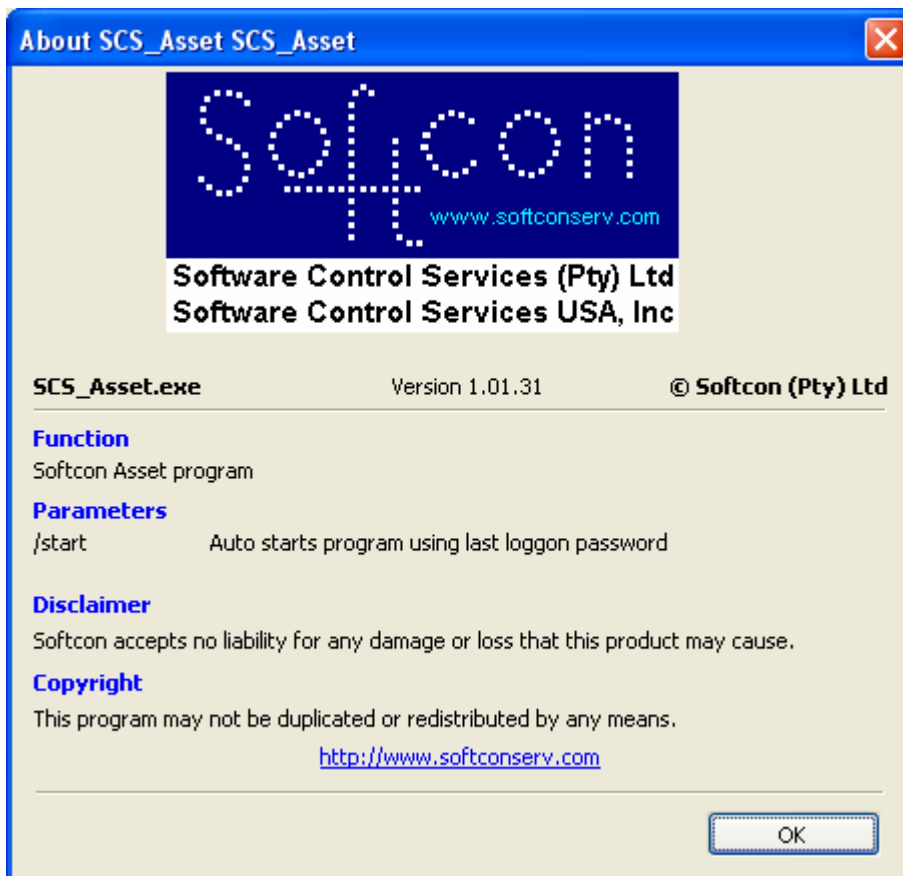 About SCS_Asset SCS_Asset
Softcon
www.softconserv.com
Software Control Services (Pty) Ltd
Software Control Services USA, Inc
SCS_Asset.exe Version 1.01.31 © Softcon (Pty) Ltd
Function
Softcon Asset program
Parameters
/start Auto starts program using last loggon password
Disclaimer
Softcon accepts no liability for any damage or loss that this product may cause.
Copyright
This program may not be duplicated or redistributed by any means.
http://www.softconserv.com
OK